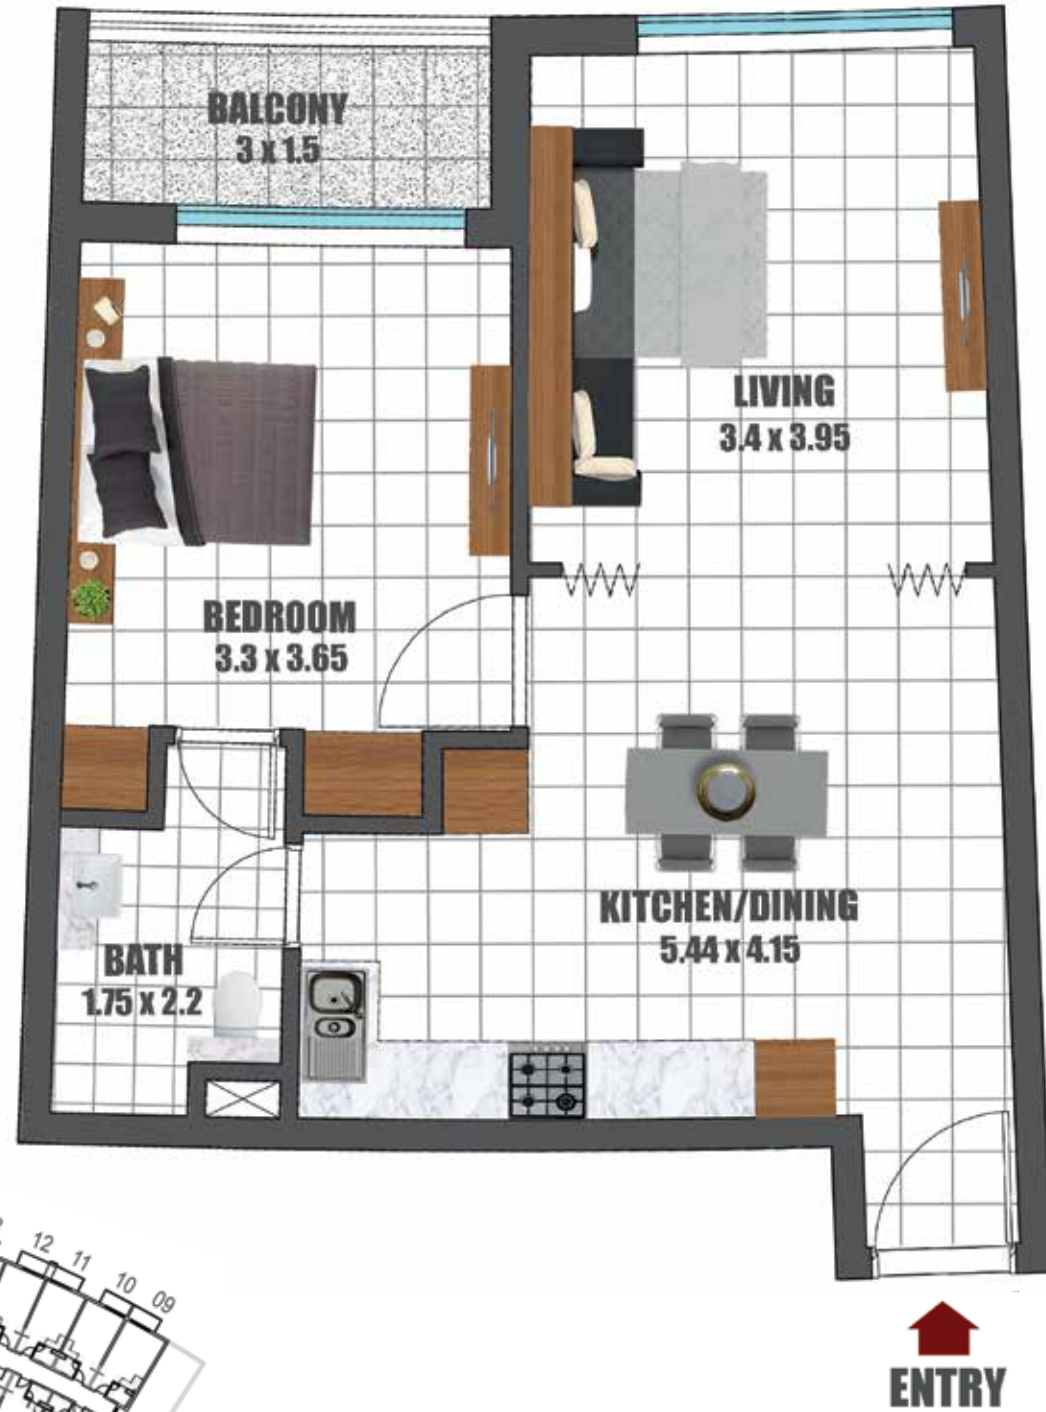 BALCONY
3 x 1.5
LIVING
3.4 x 3.95
BEDROOM
3.3 x 3.65
KITCHEN/DINING
5.44 x 4.15
BATH
1.75 x 2.2
12
11
10
09
ENTRY